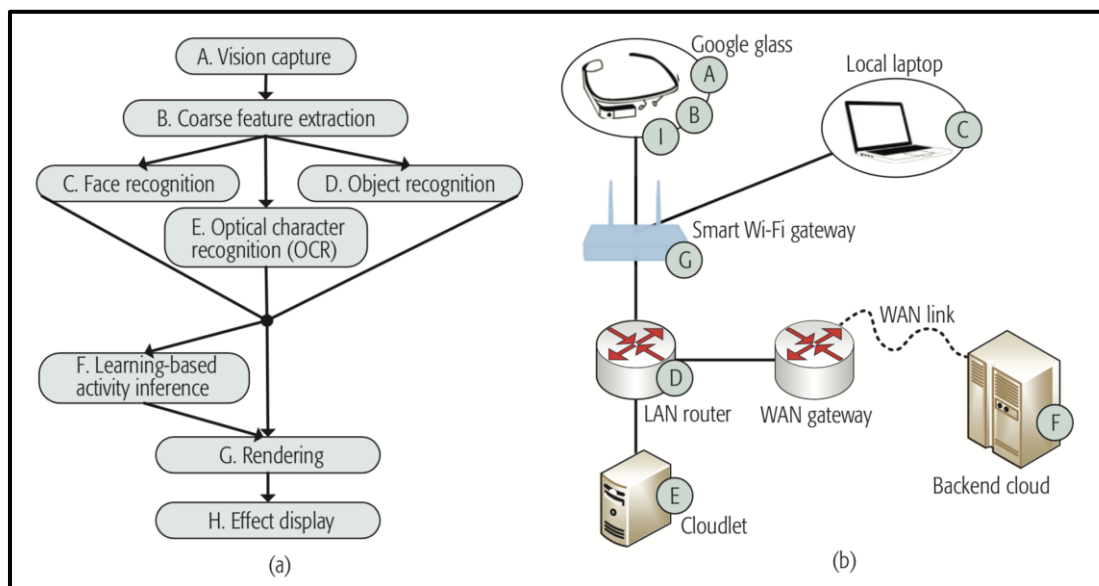 A. Vision capture
B. Coarse feature extraction
C. Face recognition
D. Object recognition
E. Optical character
recognition (OCR)
F. Learning-based
activity inference
G. Rendering
H. Effect display
(a)
Google glass
A
B
I
Local laptop
C
Smart Wi-Fi gateway
G
WAN link
D
LAN router
WAN gateway
F
Backend cloud
E
Cloudlet
(b)